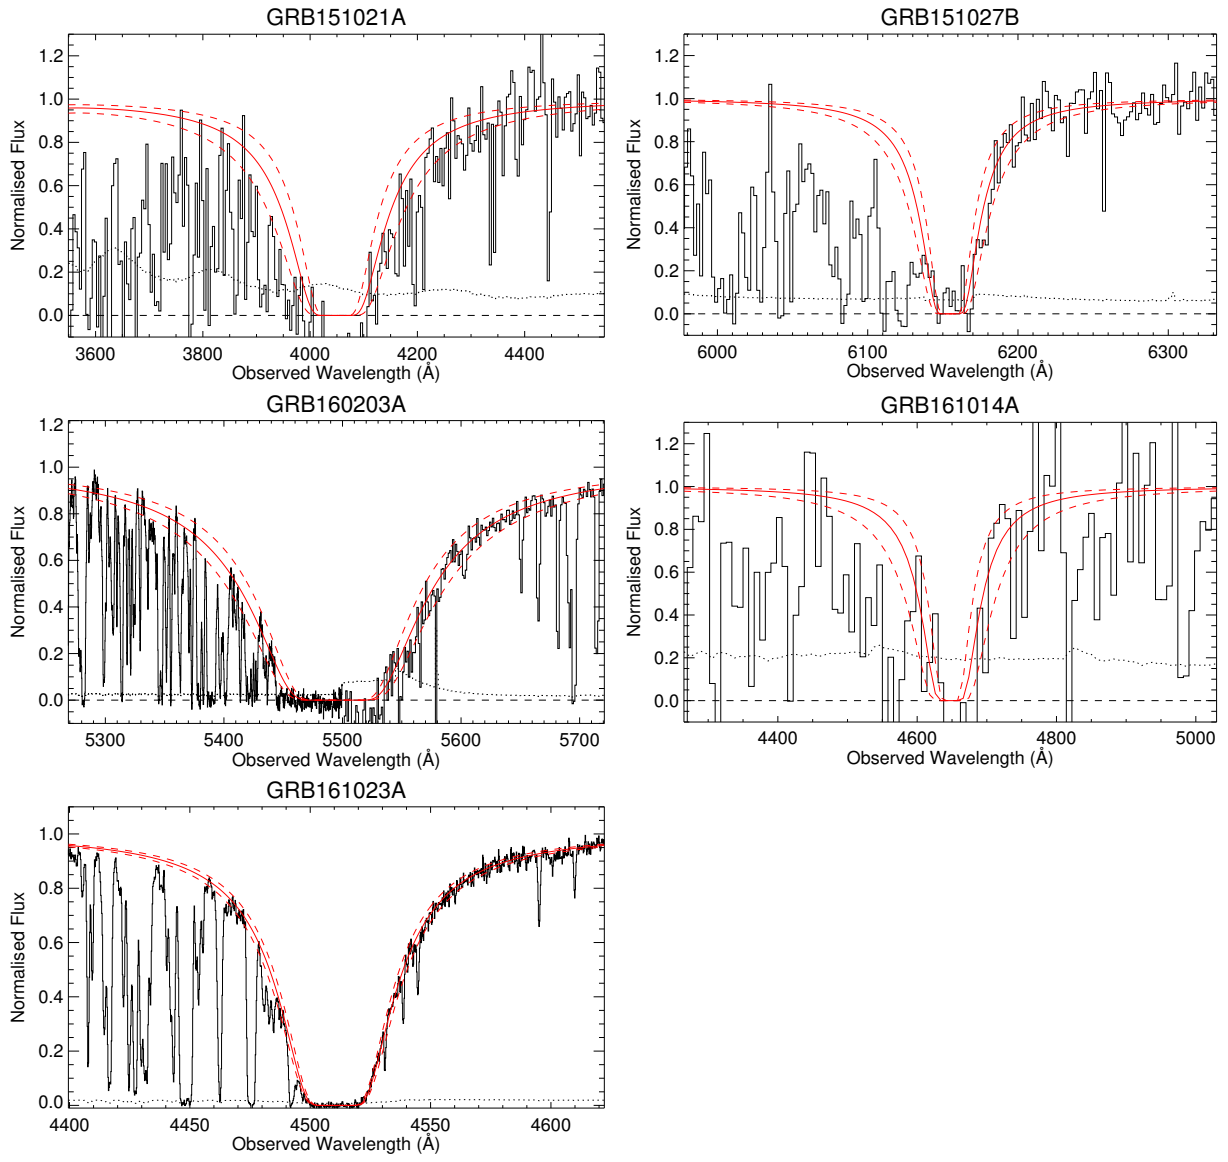 GRB151021A
1.2
1.0
0.8
0.6
0.4
0.2
0.0
Normalised Flux
3600 3800 4000 4200 4400
Observed Wavelength (Å)
GRB151027B
1.2
1.0
0.8
0.6
0.4
0.2
0.0
Normalised Flux
6000 6100 6200 6300
Observed Wavelength (Å)
GRB160203A
1.2
1.0
0.8
0.6
0.4
0.2
0.0
Normalised Flux
5300 5400 5500 5600 5700
Observed Wavelength (Å)
GRB161014A
1.2
1.0
0.8
0.6
0.4
0.2
0.0
Normalised Flux
4400 4600 4800 5000
Observed Wavelength (Å)
GRB161023A
1.0
0.8
0.6
0.4
0.2
0.0
Normalised Flux
4400 4450 4500 4550 4600
Observed Wavelength (Å)